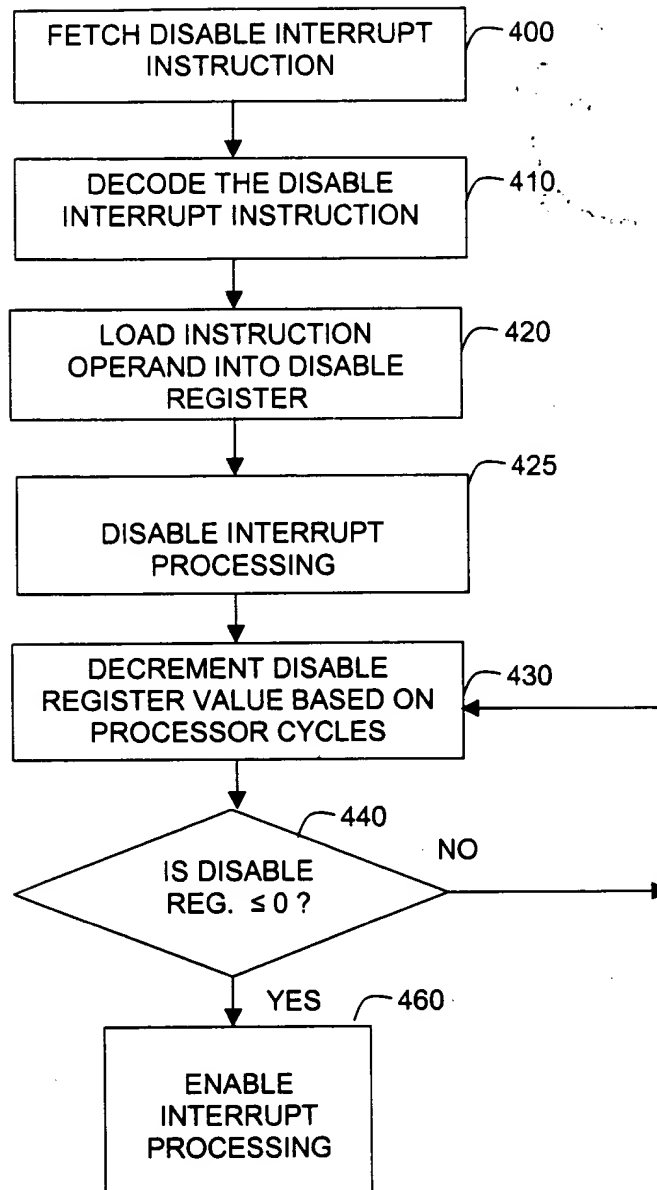 FETCH DISABLE INTERRUPT
INSTRUCTION
400
DECODE THE DISABLE
INTERRUPT INSTRUCTION
410
LOAD INSTRUCTION
OPERAND INTO DISABLE
REGISTER
420
425
DISABLE INTERRUPT
PROCESSING
DECREMENT DISABLE
REGISTER VALUE BASED ON
PROCESSOR CYCLES
430
440
IS DISABLE
REG. ≤ 0 ?
NO
YES
460
ENABLE
INTERRUPT
PROCESSING